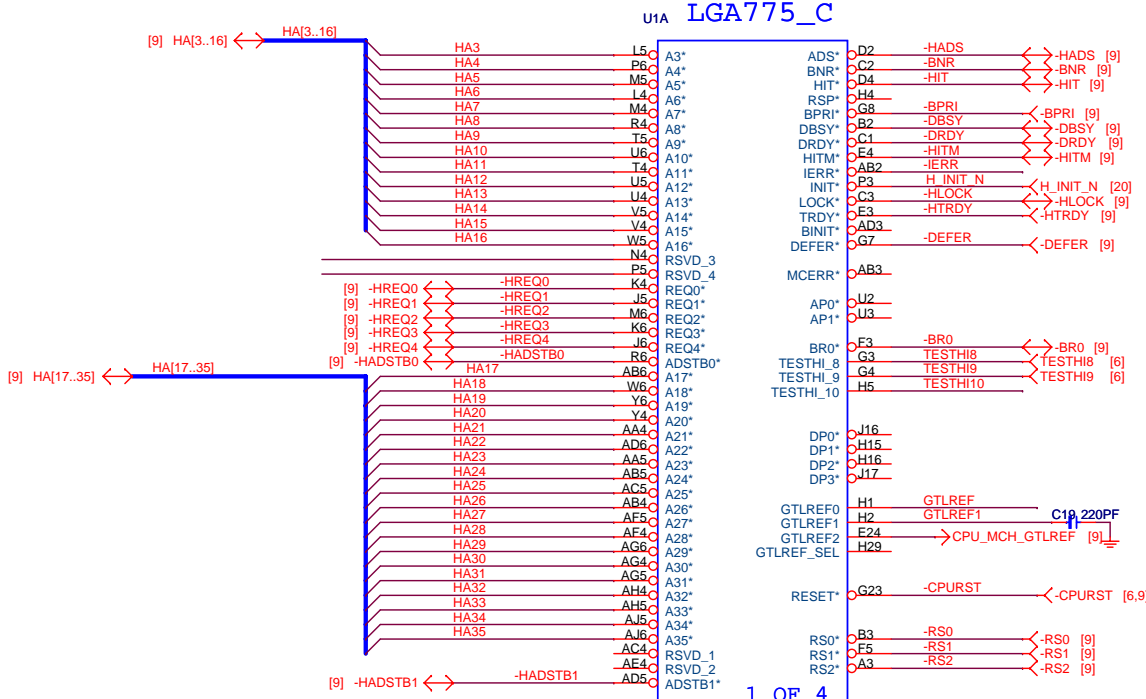 U1A LGA775_C
[9] HA[3..16] HA[3..16]
HA3 L5 A3* ADS* D2 -HADS -HADS [9]
HA4 P6 A4* BNR* C2 -BNR -BNR [9]
HA5 M5 A5* HIT* D4 -HIT -HIT [9]
HA6 L4 A6* RSP* H4
HA7 M4 A7* BPRI* G8 -BPRI -BPRI [9]
HA8 R4 A8* DBSY* B2 -DBSY -DBSY [9]
HA9 T5 A9* DRDY* C1 -DRDY -DRDY [9]
HA10 U6 A10* HITM* E4 -HITM -HITM [9]
HA11 T4 A11* IERR* AB2 -IERR
HA12 U5 A12* INIT* P3 H_INIT_N H_INIT_N [20]
HA13 U4 A13* LOCK* C3 -HLOCK -HLOCK [9]
HA14 V5 A14* TRDY* E3 -HTRDY -HTRDY [9]
HA15 V4 A15* BINIT* AD3
HA16 W5 A16* DEFER* G7 -DEFER -DEFER [9]
N4 RSVD_3
P5 RSVD_4 MCERR* AB3
[9] -HREQ0 -HREQ0 K4 REQ0*
[9] -HREQ1 -HREQ1 J5 REQ1* AP0* U2
[9] -HREQ2 -HREQ2 M6 REQ2* AP1* U3
[9] -HREQ3 -HREQ3 K6 REQ3*
[9] -HREQ4 -HREQ4 J6 REQ4* BR0* F3 -BR0 -BR0 [9]
[9] -HADSTB0 -HADSTB0 R6 ADSTB0* TESTHI_8 G3 TESTHI8 TESTHI8 [6]
[9] HA[17..35] HA[17..35] HA17 AB6 A17* TESTHI_9 G4 TESTHI9 TESTHI9 [6]
HA18 W6 A18* TESTHI_10 H5 TESTHI10
HA19 Y6 A19*
HA20 Y4 A20*
HA21 AA4 A21* DP0* J16
HA22 AD6 A22* DP1* H15
HA23 AA5 A23* DP2* H16
HA24 AB5 A24* DP3* J17
HA25 AC5 A25*
HA26 AB4 A26* GTLREF0 H1 GTLREF
HA27 AF5 A27* GTLREF1 H2 GTLREF1 C19 220PF
HA28 AF4 A28* GTLREF2 E24 CPU_MCH_GTLREF [9]
HA29 AG6 A29* GTLREF_SEL H29
HA30 AG4 A30*
HA31 AG5 A31*
HA32 AH4 A32* RESET* G23 -CPURST -CPURST [6,9]
HA33 AH5 A33*
HA34 AJ5 A34*
HA35 AJ6 A35* RS0* B3 -RS0 -RS0 [9]
AC4 RSVD_1 RS1* F5 -RS1 -RS1 [9]
AE4 RSVD_2 RS2* A3 -RS2 -RS2 [9]
[9] -HADSTB1 -HADSTB1 AD5 ADSTB1*
1 OF 4